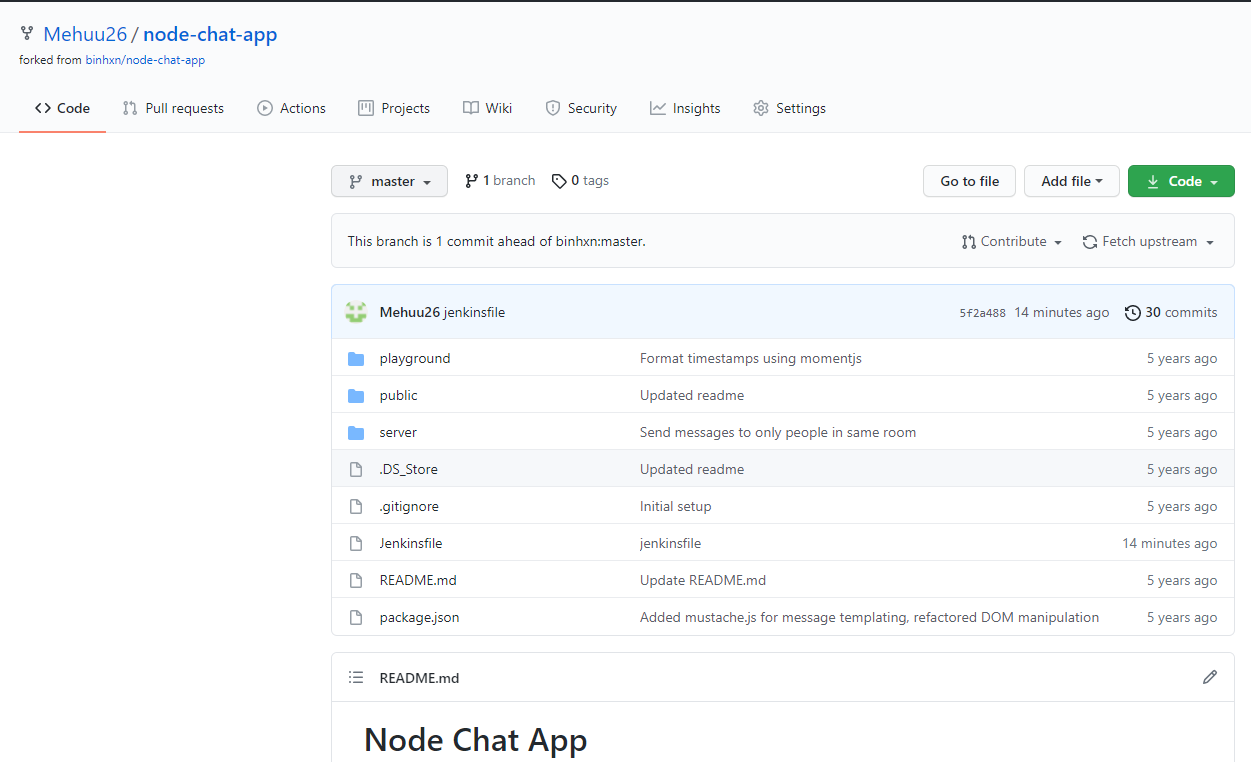 Mehuu26 / node-chat-app
forked from binhxn/node-chat-app
Code Pull requests Actions Projects Wiki Security Insights Settings
master 1 branch 0 tags Go to file Add file Code
This branch is 1 commit ahead of binhxn:master. Contribute Fetch upstream
Mehuu26 jenkinsfile 5f2a488 14 minutes ago 30 commits
playground Format timestamps using momentjs 5 years ago
public Updated readme 5 years ago
server Send messages to only people in same room 5 years ago
.DS_Store Updated readme 5 years ago
.gitignore Initial setup 5 years ago
Jenkinsfile jenkinsfile 14 minutes ago
README.md Update README.md 5 years ago
package.json Added mustache.js for message templating, refactored DOM manipulation 5 years ago
README.md
Node Chat App